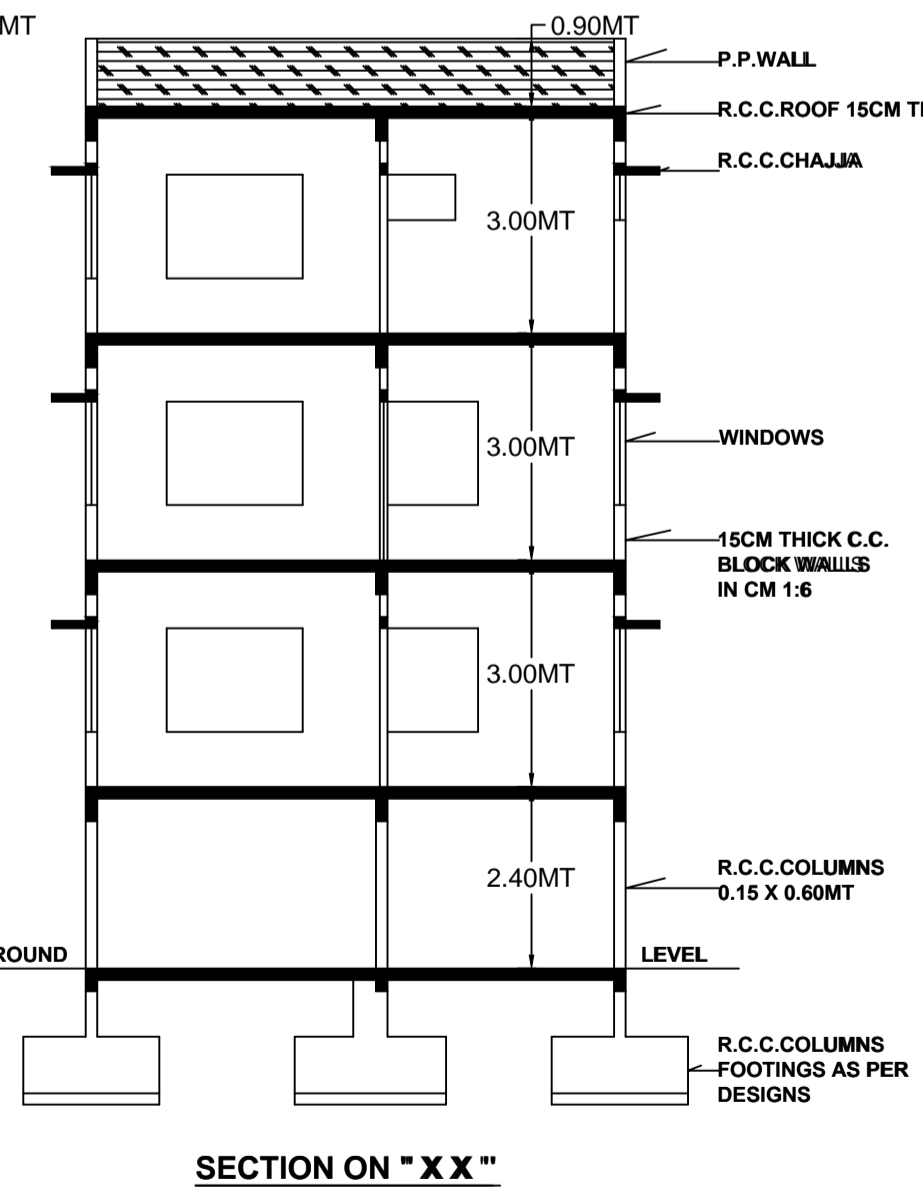 MT
0.90MT
P.P.WALL
R.C.C.ROOF 15CM
R.C.C.CHAJJA
3.00MT
3.00MT
WINDOWS
15CM THICK C.C.
BLOCK WALLS
IN CM 1:6
3.00MT
2.40MT
R.C.C.COLUMNS
0.15 X 0.60MT
LEVEL
R.C.C.COLUMNS
FOOTINGS AS PER
DESIGNS
SECTION ON "XX"